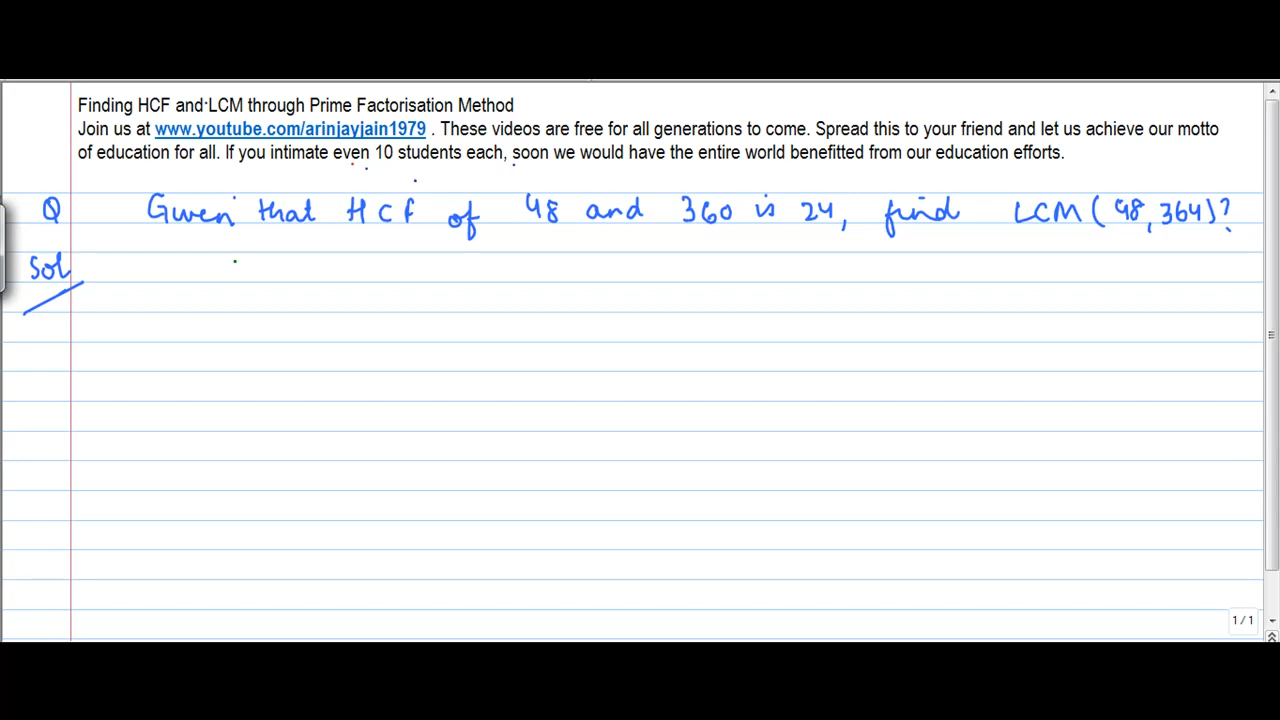 Finding HCF and LCM through Prime Factorisation Method
Join us at www.youtube.com/arinjayjain1979 . These videos are free for all generations to come. Spread this to your friend and let us achieve our motto
of education for all. If you intimate even 10 students each, soon we would have the entire world benefitted from our education efforts.
Q Given that HCF of 48 and 360 is 24, find LCM (48, 364)?
Sol
1 / 1